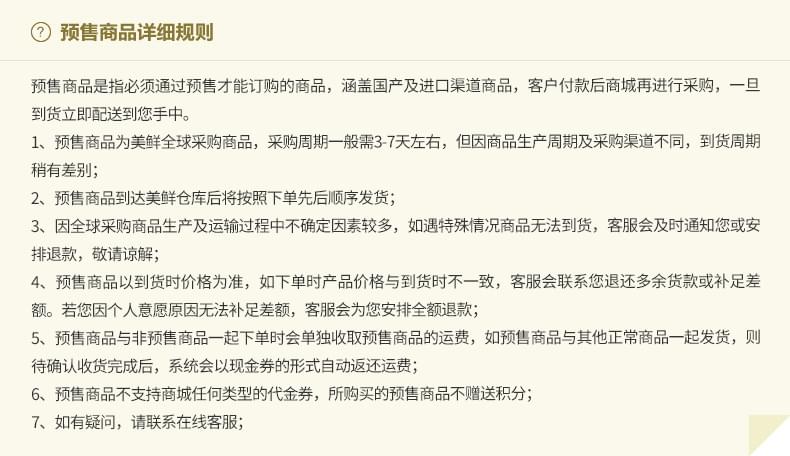 ? 预售商品详细规则
预售商品是指必须通过预售才能订购的商品，涵盖国产及进口渠道商品，客户付款后商城再进行采购，一旦
到货立即配送到您手中。
1、预售商品为美鲜全球采购商品，采购周期一般需3-7天左右，但因商品生产周期及采购渠道不同，到货周期
稍有差别；
2、预售商品到达美鲜仓库后将按照下单先后顺序发货；
3、因全球采购商品生产及运输过程中不确定因素较多，如遇特殊情况商品无法到货，客服会及时通知您或安
排退款，敬请谅解；
4、预售商品以到货时价格为准，如下单时产品价格与到货时不一致，客服会联系您退还多余货款或补足差
额。若您因个人意愿原因无法补足差额，客服会为您安排全额退款；
5、预售商品与非预售商品一起下单时会单独收取预售商品的运费，如预售商品与其他正常商品一起发货，则
待确认收货完成后，系统会以现金券的形式自动返还运费；
6、预售商品不支持商城任何类型的代金券，所购买的预售商品不赠送积分；
7、如有疑问，请联系在线客服；